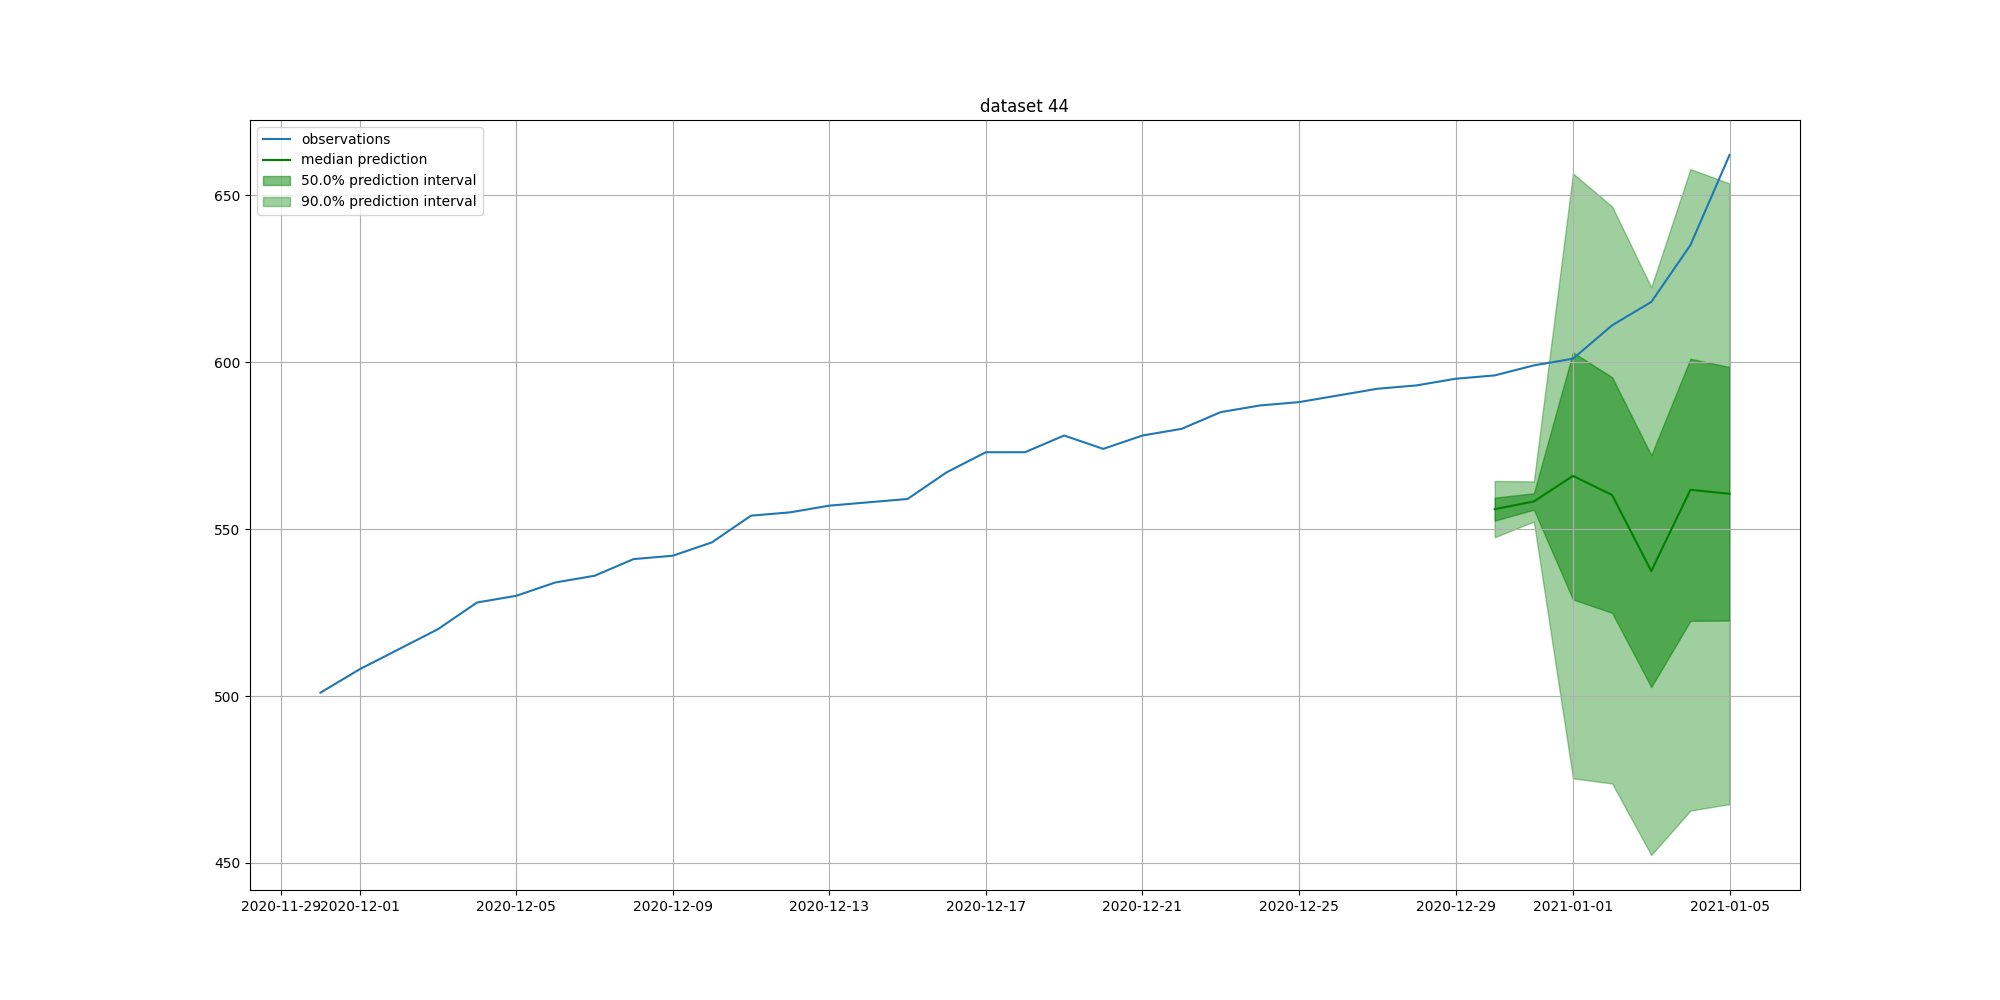 dataset 44
observations
median prediction
50.0% prediction interval
90.0% prediction interval
650
600
550
500
450
2020-11-29 2020-12-01 2020-12-05 2020-12-09 2020-12-13 2020-12-17 2020-12-21 2020-12-25 2020-12-29 2021-01-01 2021-01-05